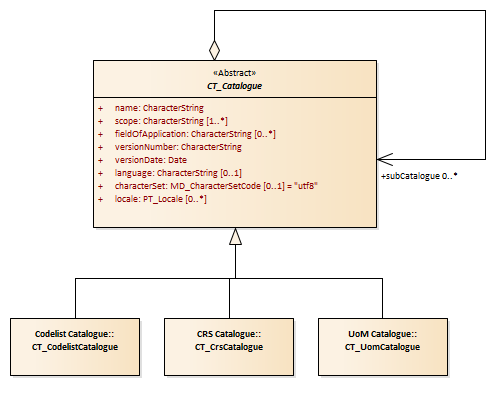 «Abstract»
CT_Catalogue
+ name: CharacterString
+ scope: CharacterString [1..*]
+ fieldOfApplication: CharacterString [0..*]
+ versionNumber: CharacterString
+ versionDate: Date
+ language: CharacterString [0..1]
+ characterSet: MD_CharacterSetCode [0..1] = "utf8"
+ locale: PT_Locale [0..*]
+subCatalogue 0..*
Codelist Catalogue::
CT_CodelistCatalogue
CRS Catalogue::
CT_CrsCatalogue
UoM Catalogue::
CT_UomCatalogue